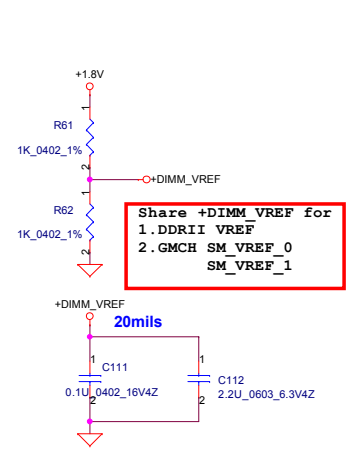 +1.8V
1
R61
1K_0402_1%
2
+DIMM_VREF
1
R62
1K_0402_1%
2
Share +DIMM_VREF for
1.DDRII VREF
2.GMCH SM_VREF_0
SM_VREF_1
+DIMM_VREF
20mils
1
C111
0.1U_0402_16V4Z
2
1
C112
2.2U_0603_6.3V4Z
2